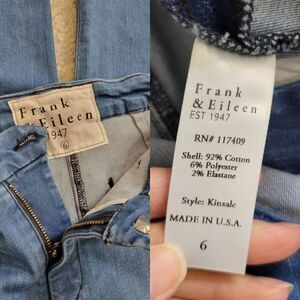 Frank
& Eileen
EST 1947
6
Frank
& Eileen
EST 1947
RN# 117409
Shell: 92% Cotton
6% Polyester
2% Elastane
Style: Kinsale
MADE IN U.S.A.
6